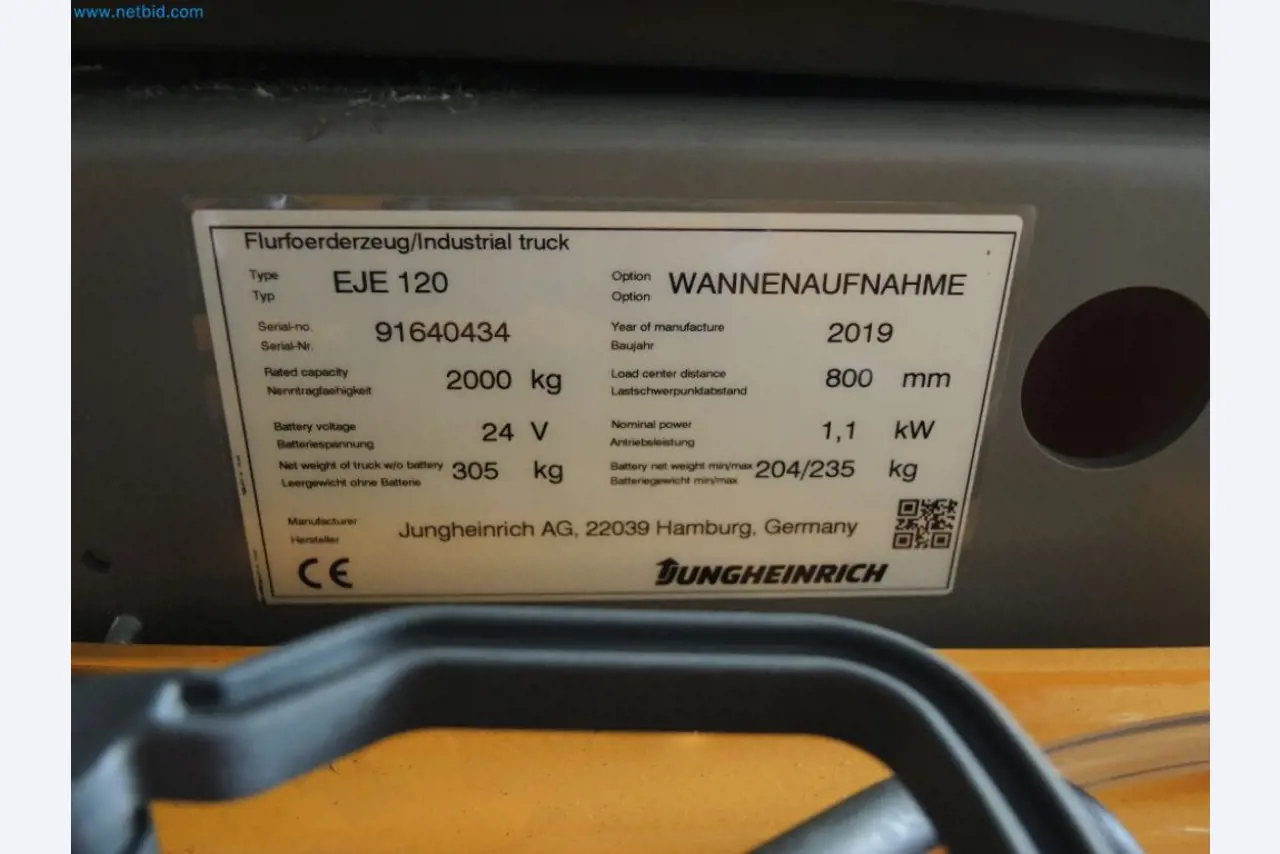 www.netbid.com
Flurfoerderzeug/Industrial truck
Type
Typ
EJE 120
Option
Option
WANNENAUFNAHME
Serial-no.
Serial-Nr.
91640434
Year of manufacture
Baujahr
2019
Rated capacity
Nenntragfaehigkeit
2000 kg
Load center distance
Lastschwerpunktabstand
800 mm
Battery voltage
Batteriespannung
24 V
Nominal power
Antriebsleistung
1,1 kW
Net weight of truck w/o battery
Leergewicht ohne Batterie
305 kg
Battery net weight min/max
Batteriegewicht min/max
204/235 kg
Manufacturer
Hersteller
Jungheinrich AG, 22039 Hamburg, Germany
CE
JUNGHEINRICH